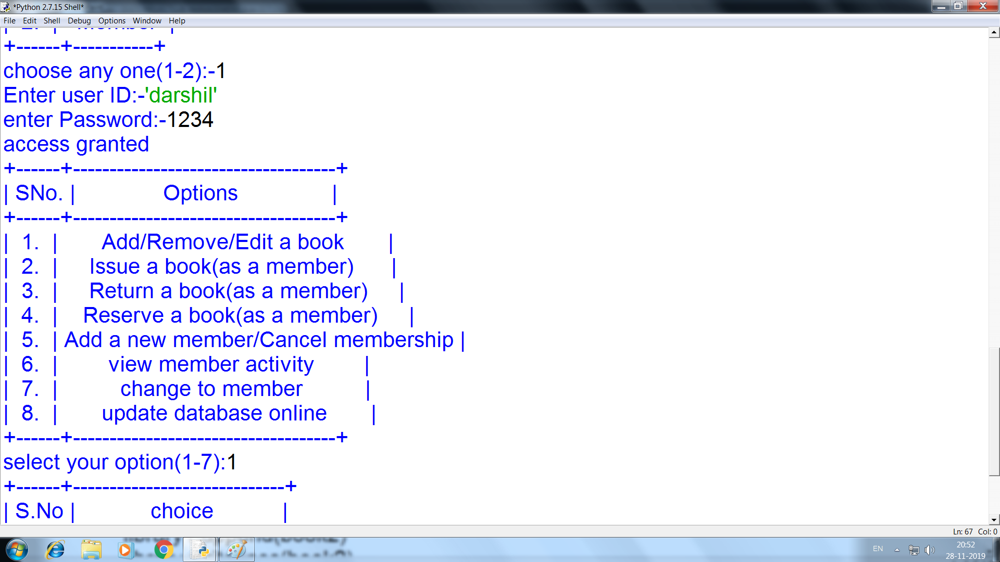 *Python 2.7.15 Shell*
File Edit Shell Debug Options Window Help
| 2. | Member |
+------+-----------+
choose any one(1-2):-1
Enter user ID:-'darshil'
enter Password:-1234
access granted
+------+------------------------------------+
| SNo. | Options |
+------+------------------------------------+
| 1. | Add/Remove/Edit a book |
| 2. | Issue a book(as a member) |
| 3. | Return a book(as a member) |
| 4. | Reserve a book(as a member) |
| 5. | Add a new member/Cancel membership |
| 6. | view member activity |
| 7. | change to member |
| 8. | update database online |
+------+------------------------------------+
select your option(1-7):1
+------+-----------------------------+
| S.No | choice |
Ln: 67 Col: 0
EN
20:52
28-11-2019